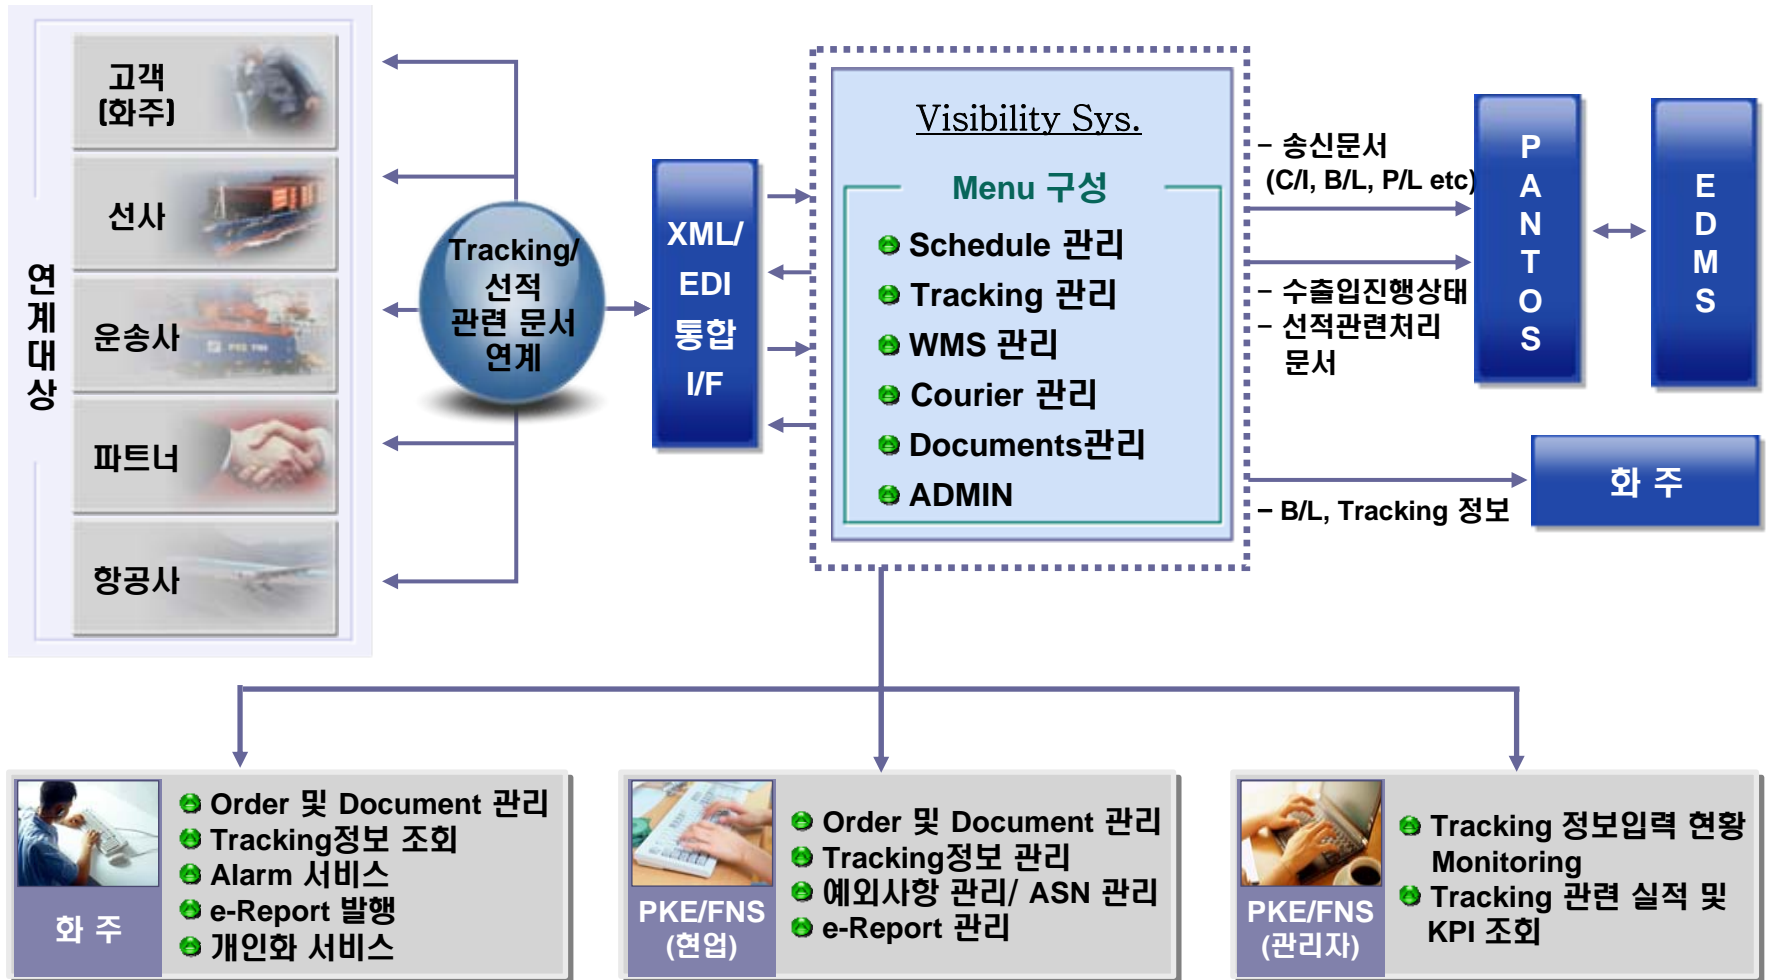 연
계
대
상
고객
(화주)
선사
운송사
파트너
항공사
Tracking/
선적
관련 문서
연계
XML/
EDI
통합
I/F
Visibility Sys.
Menu 구성
Schedule 관리
Tracking 관리
WMS 관리
Courier 관리
Documents관리
ADMIN
– 송신문서
(C/I, B/L, P/L etc)
– 수출입진행상태
– 선적관련처리
문서
P
A
N
T
O
S
E
D
M
S
화 주
– B/L, Tracking 정보
화 주
Order 및 Document 관리
Tracking정보 조회
Alarm 서비스
e-Report 발행
개인화 서비스
PKE/FNS
(현업)
Order 및 Document 관리
Tracking정보 관리
예외사항 관리/ ASN 관리
e-Report 관리
PKE/FNS
(관리자)
Tracking 정보입력 현황
Monitoring
Tracking 관련 실적 및
KPI 조회